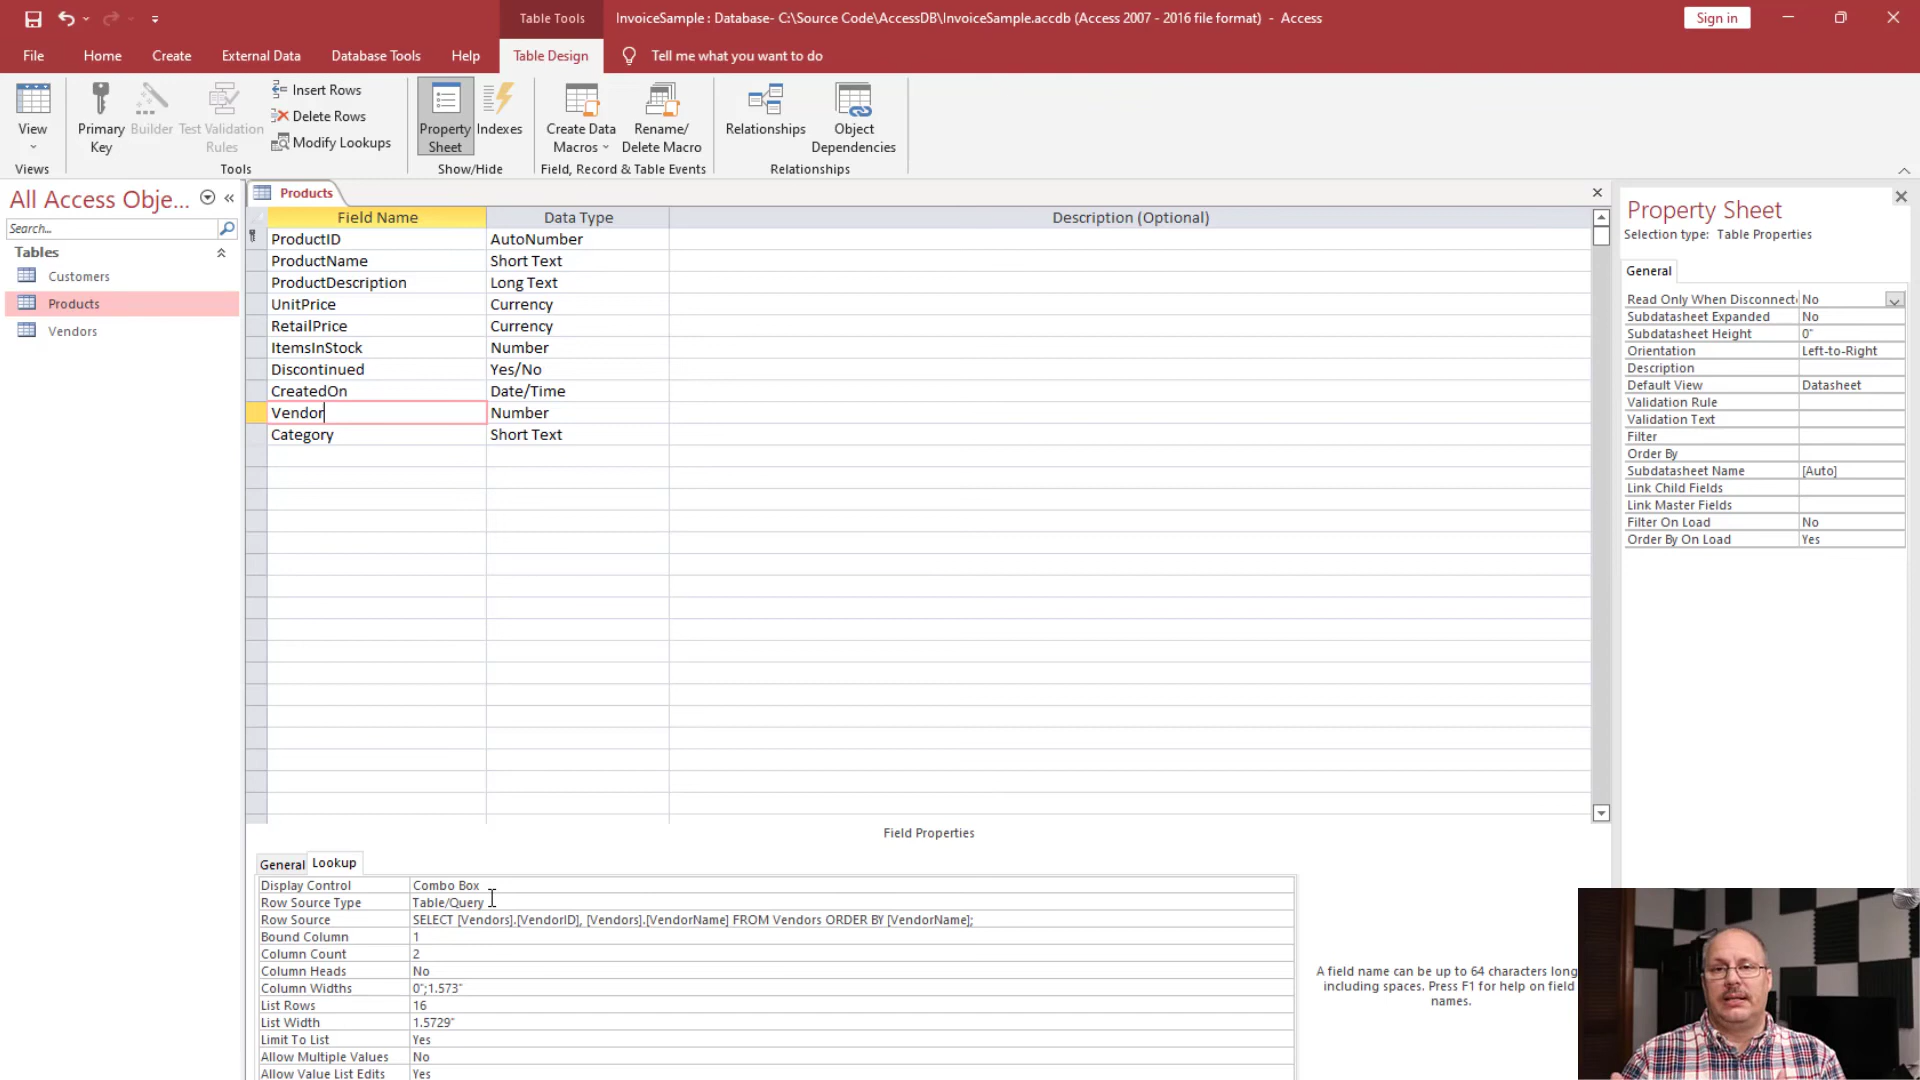 Table Tools
InvoiceSample : Database- C:\Source Code\AccessDB\InvoiceSample.accdb (Access 2007 - 2016 file format) - Access
Sign in
File
Home
Create
External Data
Database Tools
Help
Table Design
Tell me what you want to do
View
Primary Key
Builder
Test Validation Rules
Insert Rows
Delete Rows
Modify Lookups
Property Sheet
Indexes
Create Data Macros
Rename/ Delete Macro
Relationships
Object Dependencies
Views
Tools
Show/Hide
Field, Record & Table Events
Relationships
All Access Obje...
Search...
Tables
Customers
Products
Vendors
Products
Field Name Data Type Description (Optional)
ProductID AutoNumber
ProductName Short Text
ProductDescription Long Text
UnitPrice Currency
RetailPrice Currency
ItemsInStock Number
Discontinued Yes/No
CreatedOn Date/Time
Vendor Number
Category Short Text
Field Properties
General Lookup
Display Control Combo Box
Row Source Type Table/Query
Row Source SELECT [Vendors].[VendorID], [Vendors].[VendorName] FROM Vendors ORDER BY [VendorName];
Bound Column 1
Column Count 2
Column Heads No
Column Widths 0";1.573"
List Rows 16
List Width 1.5729"
Limit To List Yes
Allow Multiple Values No
Allow Value List Edits Yes
A field name can be up to 64 characters long
including spaces. Press F1 for help on field
names.
Property Sheet
Selection type: Table Properties
General
Read Only When Disconnect No
Subdatasheet Expanded No
Subdatasheet Height 0"
Orientation Left-to-Right
Description
Default View Datasheet
Validation Rule
Validation Text
Filter
Order By
Subdatasheet Name [Auto]
Link Child Fields
Link Master Fields
Filter On Load No
Order By On Load Yes